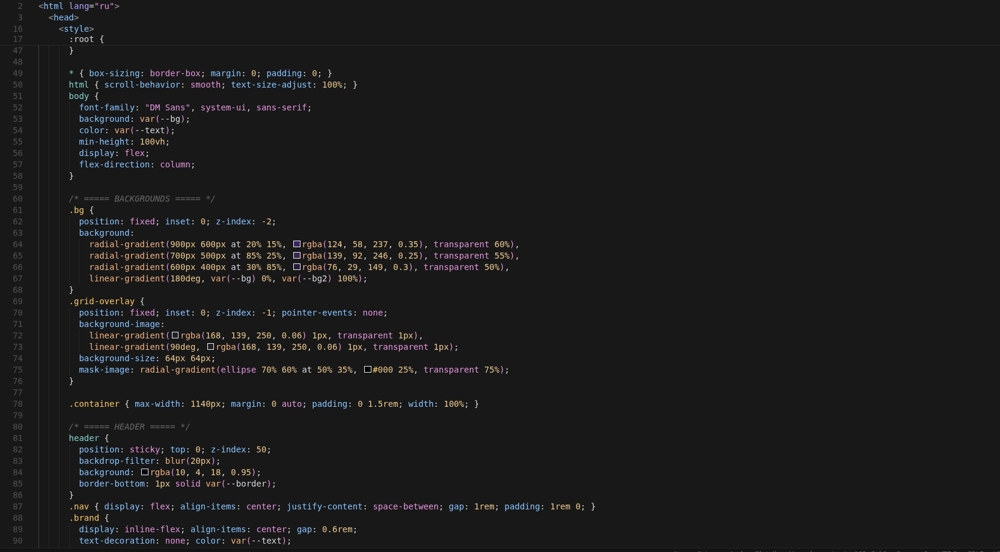 2 <html lang="ru">
3 <head>
16 <style>
17 :root {
47 }
48
49 * { box-sizing: border-box; margin: 0; padding: 0; }
50 html { scroll-behavior: smooth; text-size-adjust: 100%; }
51 body {
52 font-family: "DM Sans", system-ui, sans-serif;
53 background: var(--bg);
54 color: var(--text);
55 min-height: 100vh;
56 display: flex;
57 flex-direction: column;
58 }
59
60 /* ===== BACKGROUNDS ===== */
61 .bg {
62 position: fixed; inset: 0; z-index: -2;
63 background:
64 radial-gradient(900px 600px at 20% 15%, rgba(124, 58, 237, 0.35), transparent 60%),
65 radial-gradient(700px 500px at 85% 25%, rgba(139, 92, 246, 0.25), transparent 55%),
66 radial-gradient(600px 400px at 30% 85%, rgba(76, 29, 149, 0.3), transparent 50%),
67 linear-gradient(180deg, var(--bg) 0%, var(--bg2) 100%);
68 }
69 .grid-overlay {
70 position: fixed; inset: 0; z-index: -1; pointer-events: none;
71 background-image:
72 linear-gradient(rgba(168, 139, 250, 0.06) 1px, transparent 1px),
73 linear-gradient(90deg, rgba(168, 139, 250, 0.06) 1px, transparent 1px);
74 background-size: 64px 64px;
75 mask-image: radial-gradient(ellipse 70% 60% at 50% 35%, #000 25%, transparent 75%);
76 }
77
78 .container { max-width: 1140px; margin: 0 auto; padding: 0 1.5rem; width: 100%; }
79
80 /* ===== HEADER ===== */
81 header {
82 position: sticky; top: 0; z-index: 50;
83 backdrop-filter: blur(20px);
84 background: rgba(10, 4, 18, 0.95);
85 border-bottom: 1px solid var(--border);
86 }
87 .nav { display: flex; align-items: center; justify-content: space-between; gap: 1rem; padding: 1rem 0; }
88 .brand {
89 display: inline-flex; align-items: center; gap: 0.6rem;
90 text-decoration: none; color: var(--text);